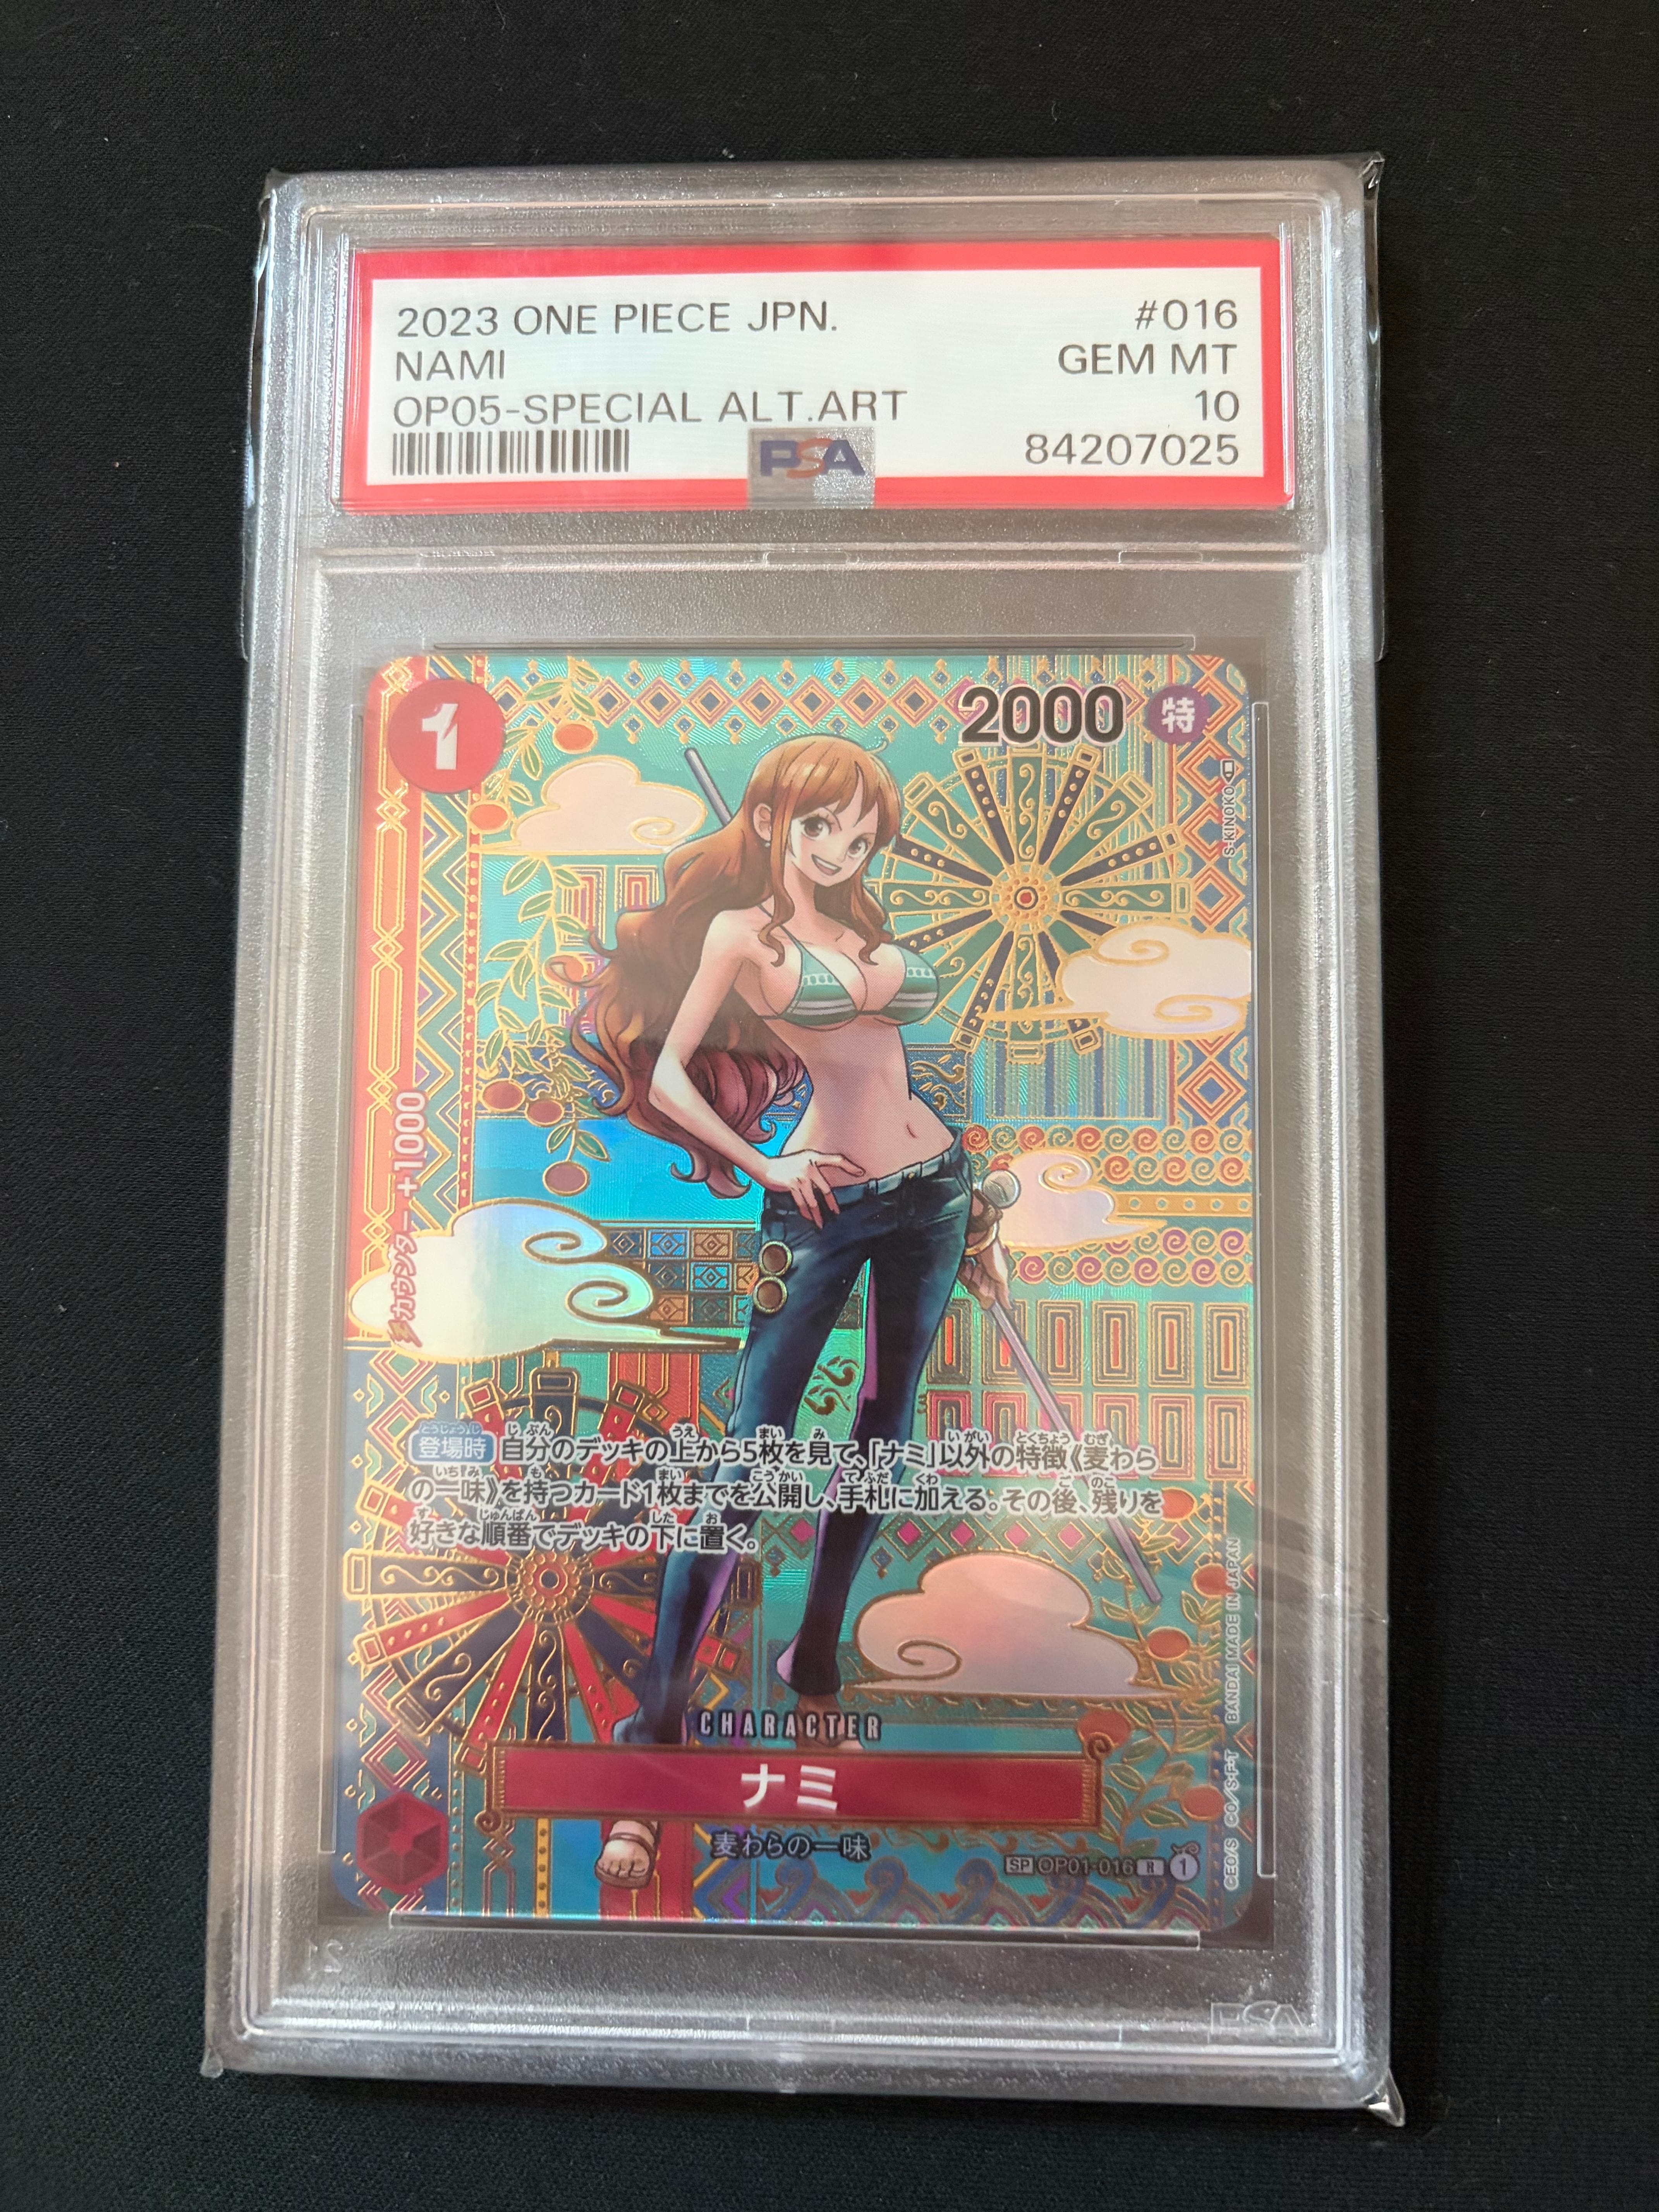 2023 ONE PIECE JPN. #016
NAMI GEM MT
OP05-SPECIAL ALT.ART 10
84207025
PSA
1
2000 特
S-KINOKO
カウンター +1000
登場時 自分のデッキの上から5枚を見て、「ナミ」以外の特徴《麦わら
の一味》を持つカード1枚までを公開し、手札に加える。その後、残りを
好きな順番でデッキの下に置く。
CHARACTER
ナミ
麦わらの一味
SP OP01-016 R 1
BANDAI MADE IN JAPAN
PSA